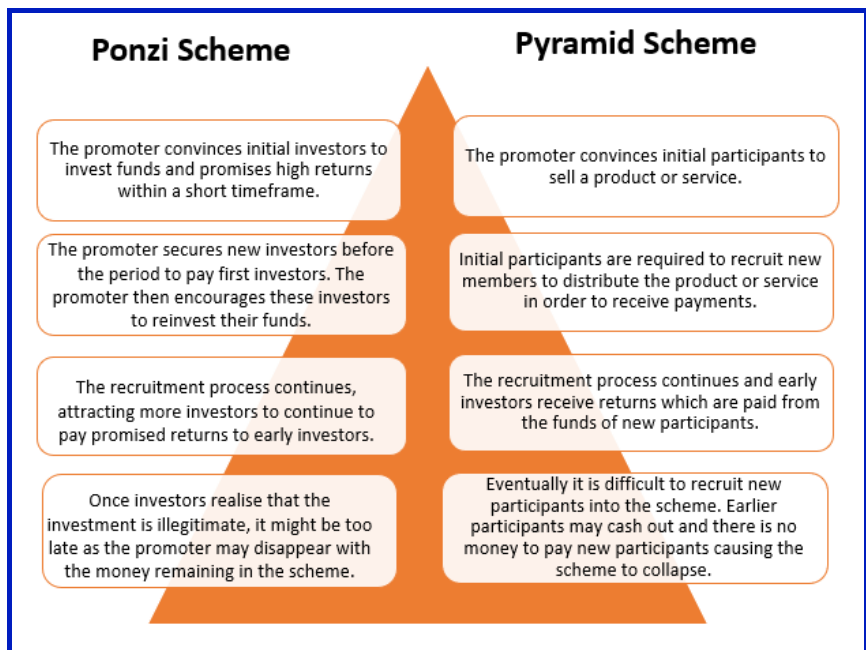 Ponzi Scheme
The promoter convinces initial investors to
invest funds and promises high returns
within a short timeframe.
The promoter secures new investors before
the period to pay first investors. The
promoter then encourages these investors
to reinvest their funds.
The recruitment process continues,
attracting more investors to continue to
pay promised returns to early investors.
Once investors realise that the
investment is illegitimate, it might be too
late as the promoter may disappear with
the money remaining in the scheme.
Pyramid Scheme
The promoter convinces initial participants to
sell a product or service.
Initial participants are required to recruit new
members to distribute the product or service
in order to receive payments.
The recruitment process continues and early
investors receive returns which are paid from
the funds of new participants.
Eventually it is difficult to recruit new
participants into the scheme. Earlier
participants may cash out and there is no
money to pay new participants causing the
scheme to collapse.